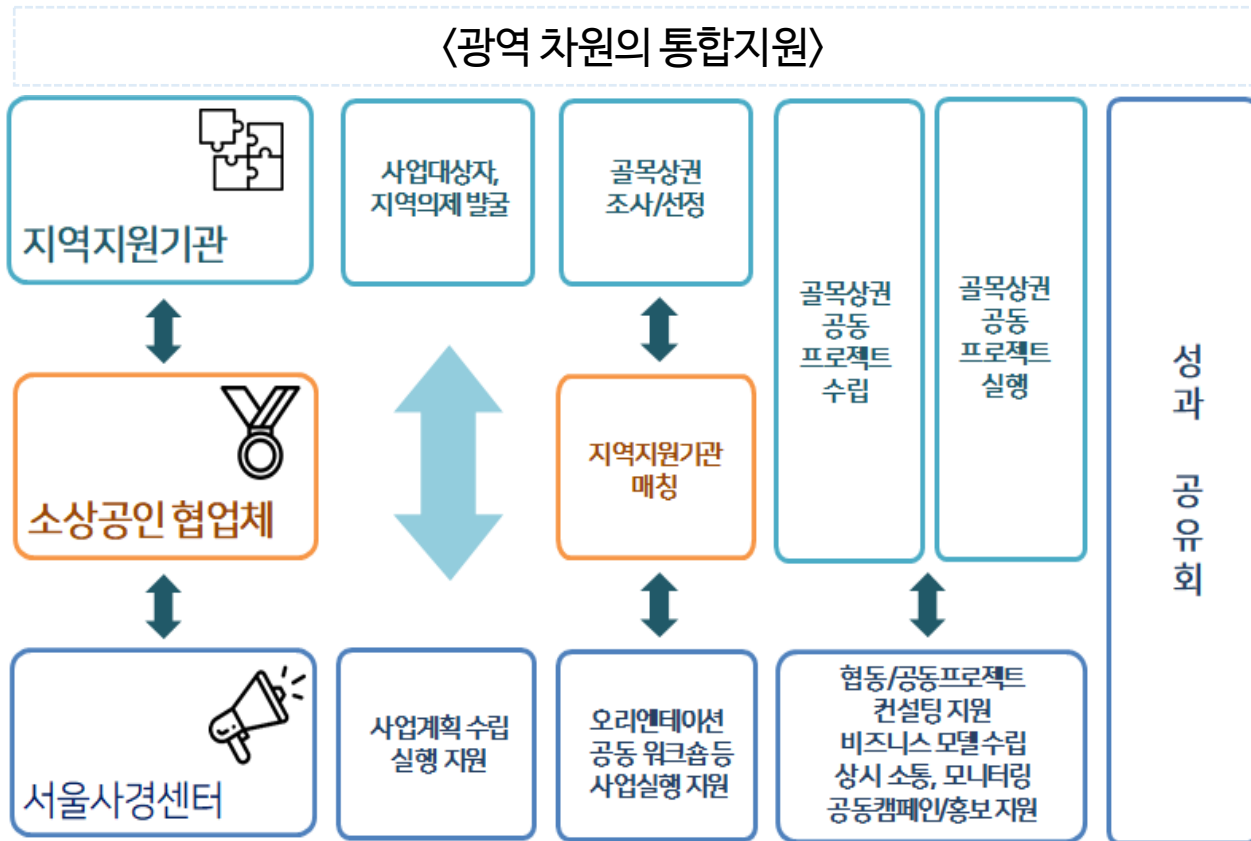 <광역 차원의 통합지원>
지역지원기관
사업대상자,
지역의제 발굴
골목상권
조사/선정
골목상권
공동
프로젝트
수립
골목상권
공동
프로젝트
실행
성과 공유회
소상공인 협업체
지역지원기관
매칭
서울사경센터
사업계획 수립
실행 지원
오리엔테이션
공동 워크숍 등
사업실행 지원
협동/공동프로젝트
컨설팅 지원
비즈니스 모델 수립
상시 소통, 모니터링
공동캠페인/홍보 지원